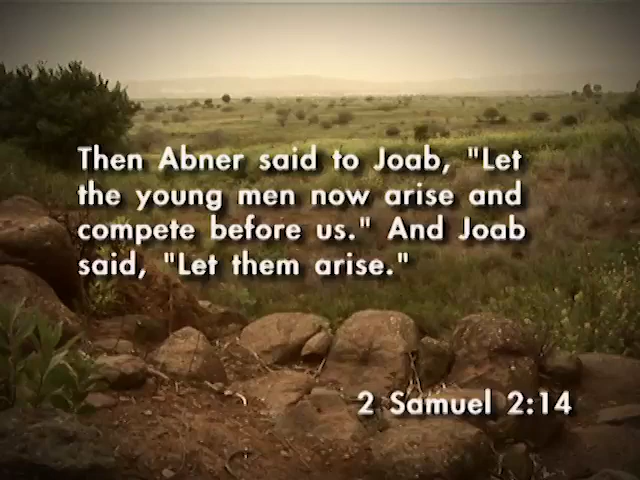 Then Abner said to Joab, "Let
the young men now arise and
compete before us." And Joab
said, "Let them arise."
2 Samuel 2:14